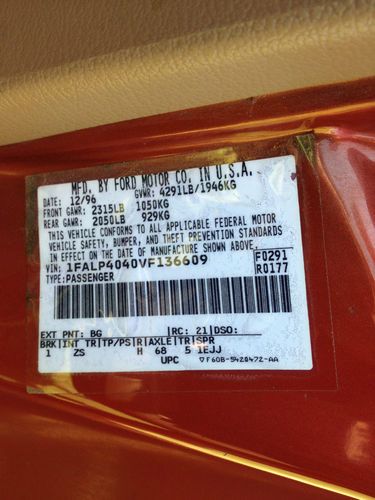 MFD. BY FORD MOTOR CO. IN U.S.A.
DATE: 12/96 GVWR: 4291LB/1946KG
FRONT GAWR: 2315LB 1050KG
REAR GAWR: 2050LB 929KG
THIS VEHICLE CONFORMS TO ALL APPLICABLE FEDERAL MOTOR
VEHICLE SAFETY, BUMPER, AND THEFT PREVENTION STANDARDS
IN EFFECT ON THE DATE OF MANUFACTURE SHOWN ABOVE.
VIN: 1FALP4040VF136609 F0291
TYPE: PASSENGER R0177
EXT PNT: BG RC: 21 DSO:
BRK INT TR TP/PS R AXLE TR SPR
1 ZS H 68 5 1EJJ
UPC F60B-5420472-AA